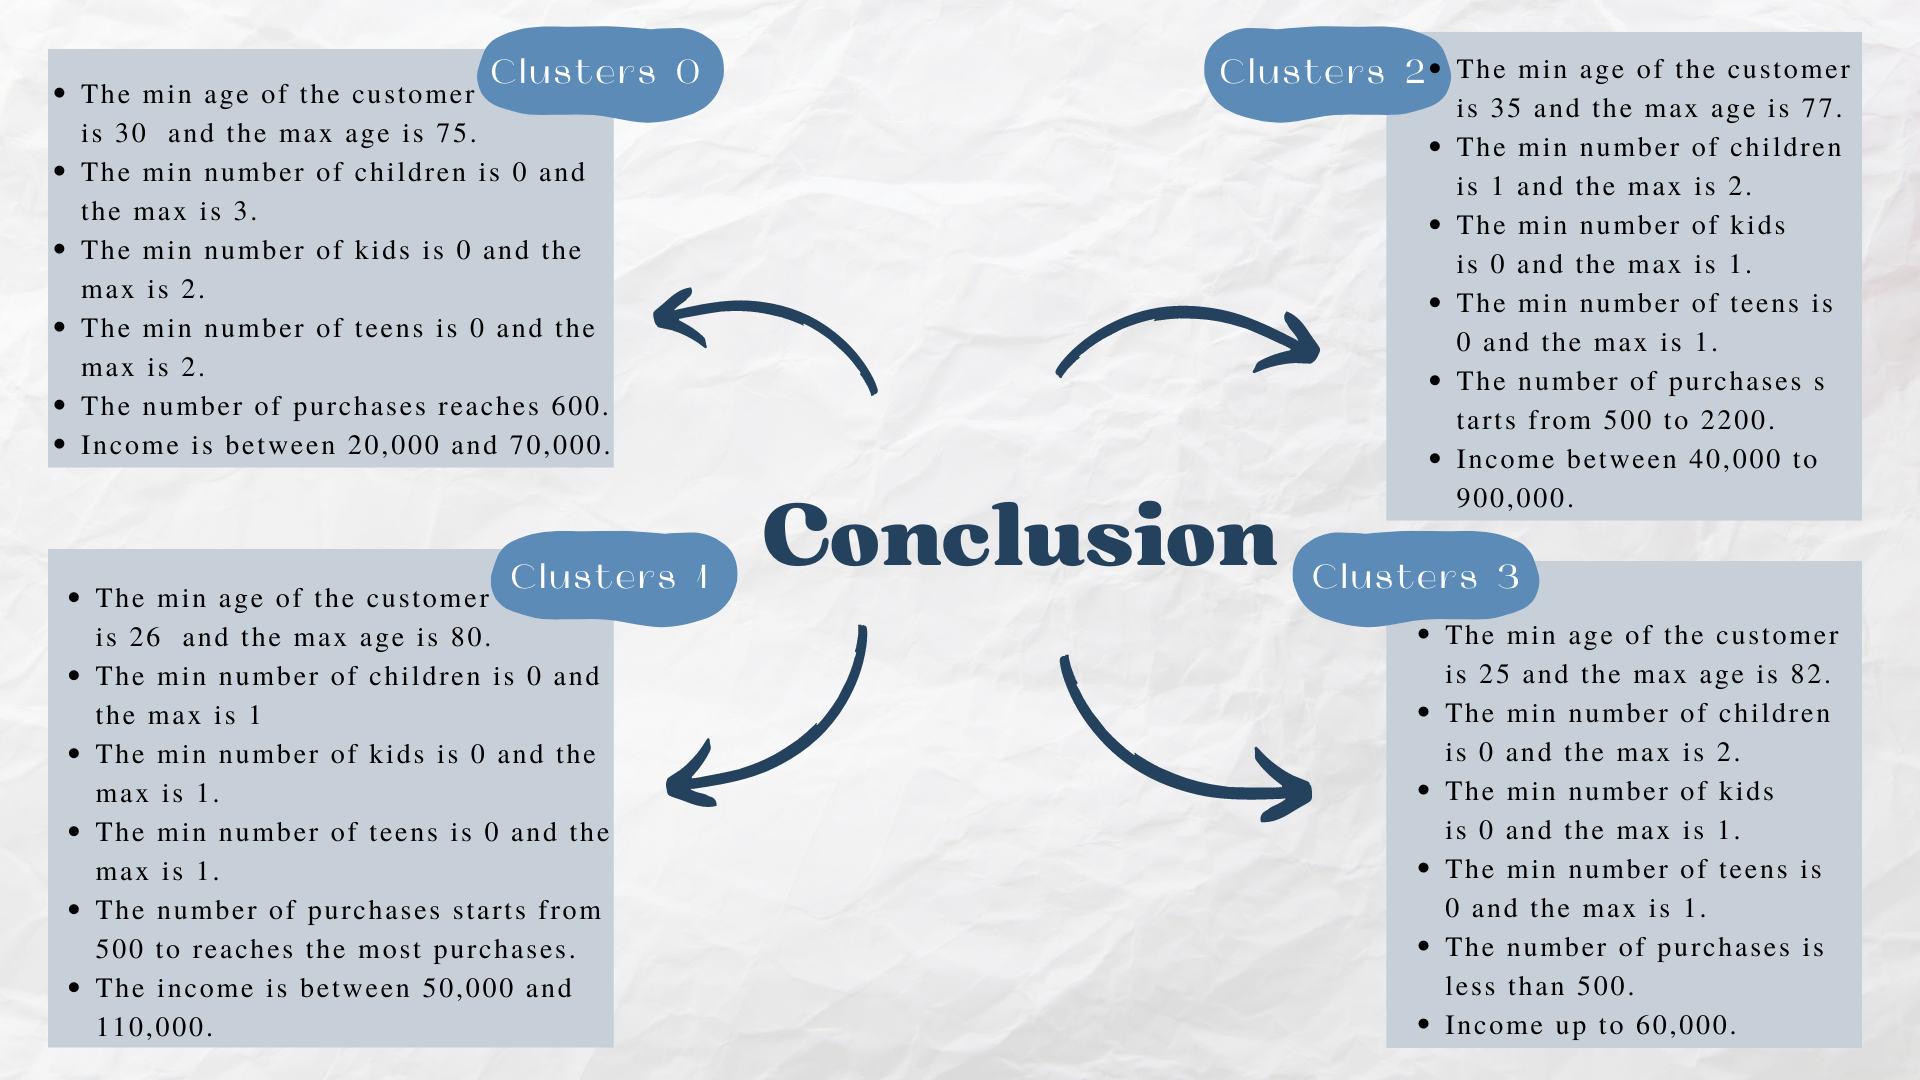 Clusters 0
The min age of the customer
is 30  and the max age is 75.
The min number of children is 0 and
the max is 3.
The min number of kids is 0 and the
max is 2.
The min number of teens is 0 and the
max is 2.
The number of purchases reaches 600.
Income is between 20,000 and 70,000.
Clusters 2
The min age of the customer
is 35 and the max age is 77.
The min number of children
is 1 and the max is 2.
The min number of kids
is 0 and the max is 1.
The min number of teens is
0 and the max is 1.
The number of purchases s
tarts from 500 to 2200.
Income between 40,000 to
900,000.
Conclusion
Clusters 1
The min age of the customer
is 26  and the max age is 80.
The min number of children is 0 and
the max is 1
The min number of kids is 0 and the
max is 1.
The min number of teens is 0 and the
max is 1.
The number of purchases starts from
500 to reaches the most purchases.
The income is between 50,000 and
110,000.
Clusters 3
The min age of the customer
is 25 and the max age is 82.
The min number of children
is 0 and the max is 2.
The min number of kids
is 0 and the max is 1.
The min number of teens is
0 and the max is 1.
The number of purchases is
less than 500.
Income up to 60,000.